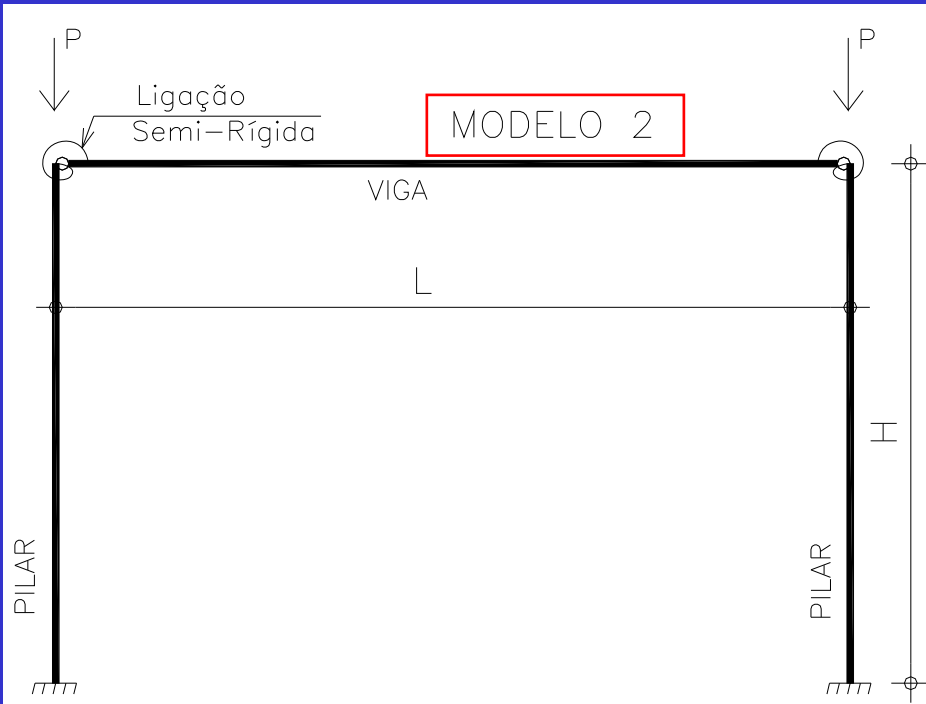 P
P
Ligação
Semi-Rígida
MODELO 2
VIGA
L
H
PILAR
PILAR